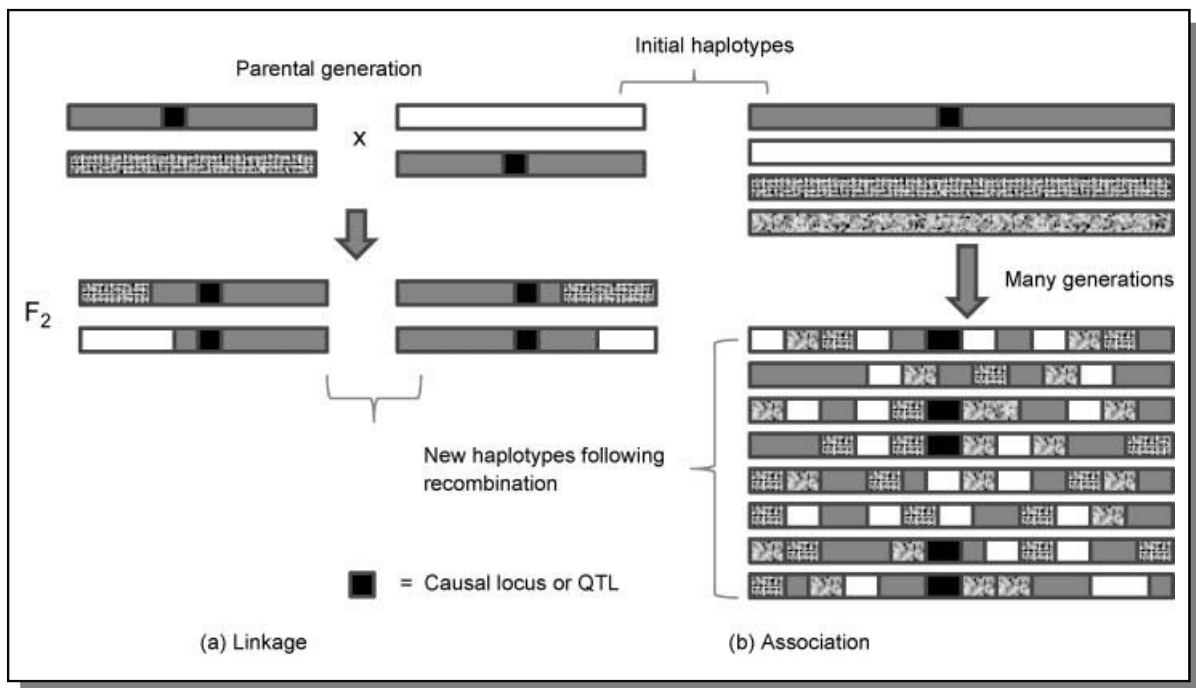 Initial haplotypes
Parental generation
x
Many generations
F2
New haplotypes following
recombination
= Causal locus or QTL
(a) Linkage
(b) Association